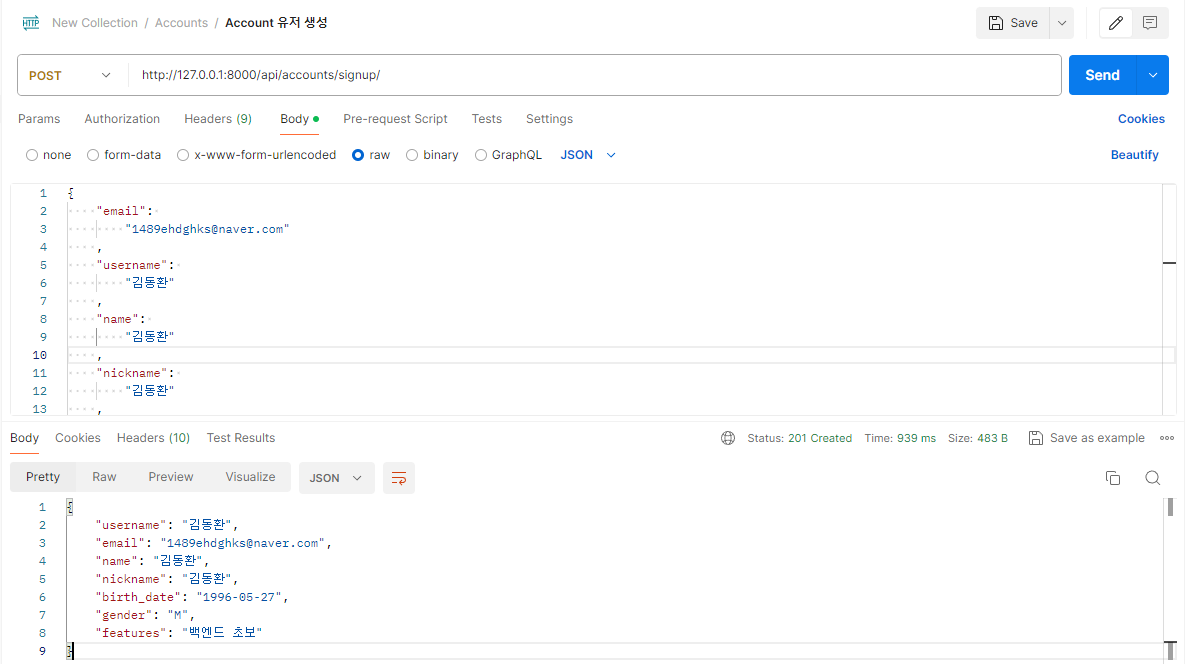 HTTP New Collection / Accounts / Account 유저 생성 Save
POST http://127.0.0.1:8000/api/accounts/signup/ Send
Params Authorization Headers (9) Body Pre-request Script Tests Settings Cookies
none form-data x-www-form-urlencoded raw binary GraphQL JSON Beautify
1 {
2 "email":
3 "1489ehdghks@naver.com"
4 ,
5 "username":
6 "김동환"
7 ,
8 "name":
9 "김동환"
10 ,
11 "nickname":
12 "김동환"
13 ,
Body Cookies Headers (10) Test Results Status: 201 Created Time: 939 ms Size: 483 B Save as example
Pretty Raw Preview Visualize JSON
1 {
2 "username": "김동환",
3 "email": "1489ehdghks@naver.com",
4 "name": "김동환",
5 "nickname": "김동환",
6 "birth_date": "1996-05-27",
7 "gender": "M",
8 "features": "백엔드 초보"
9 }